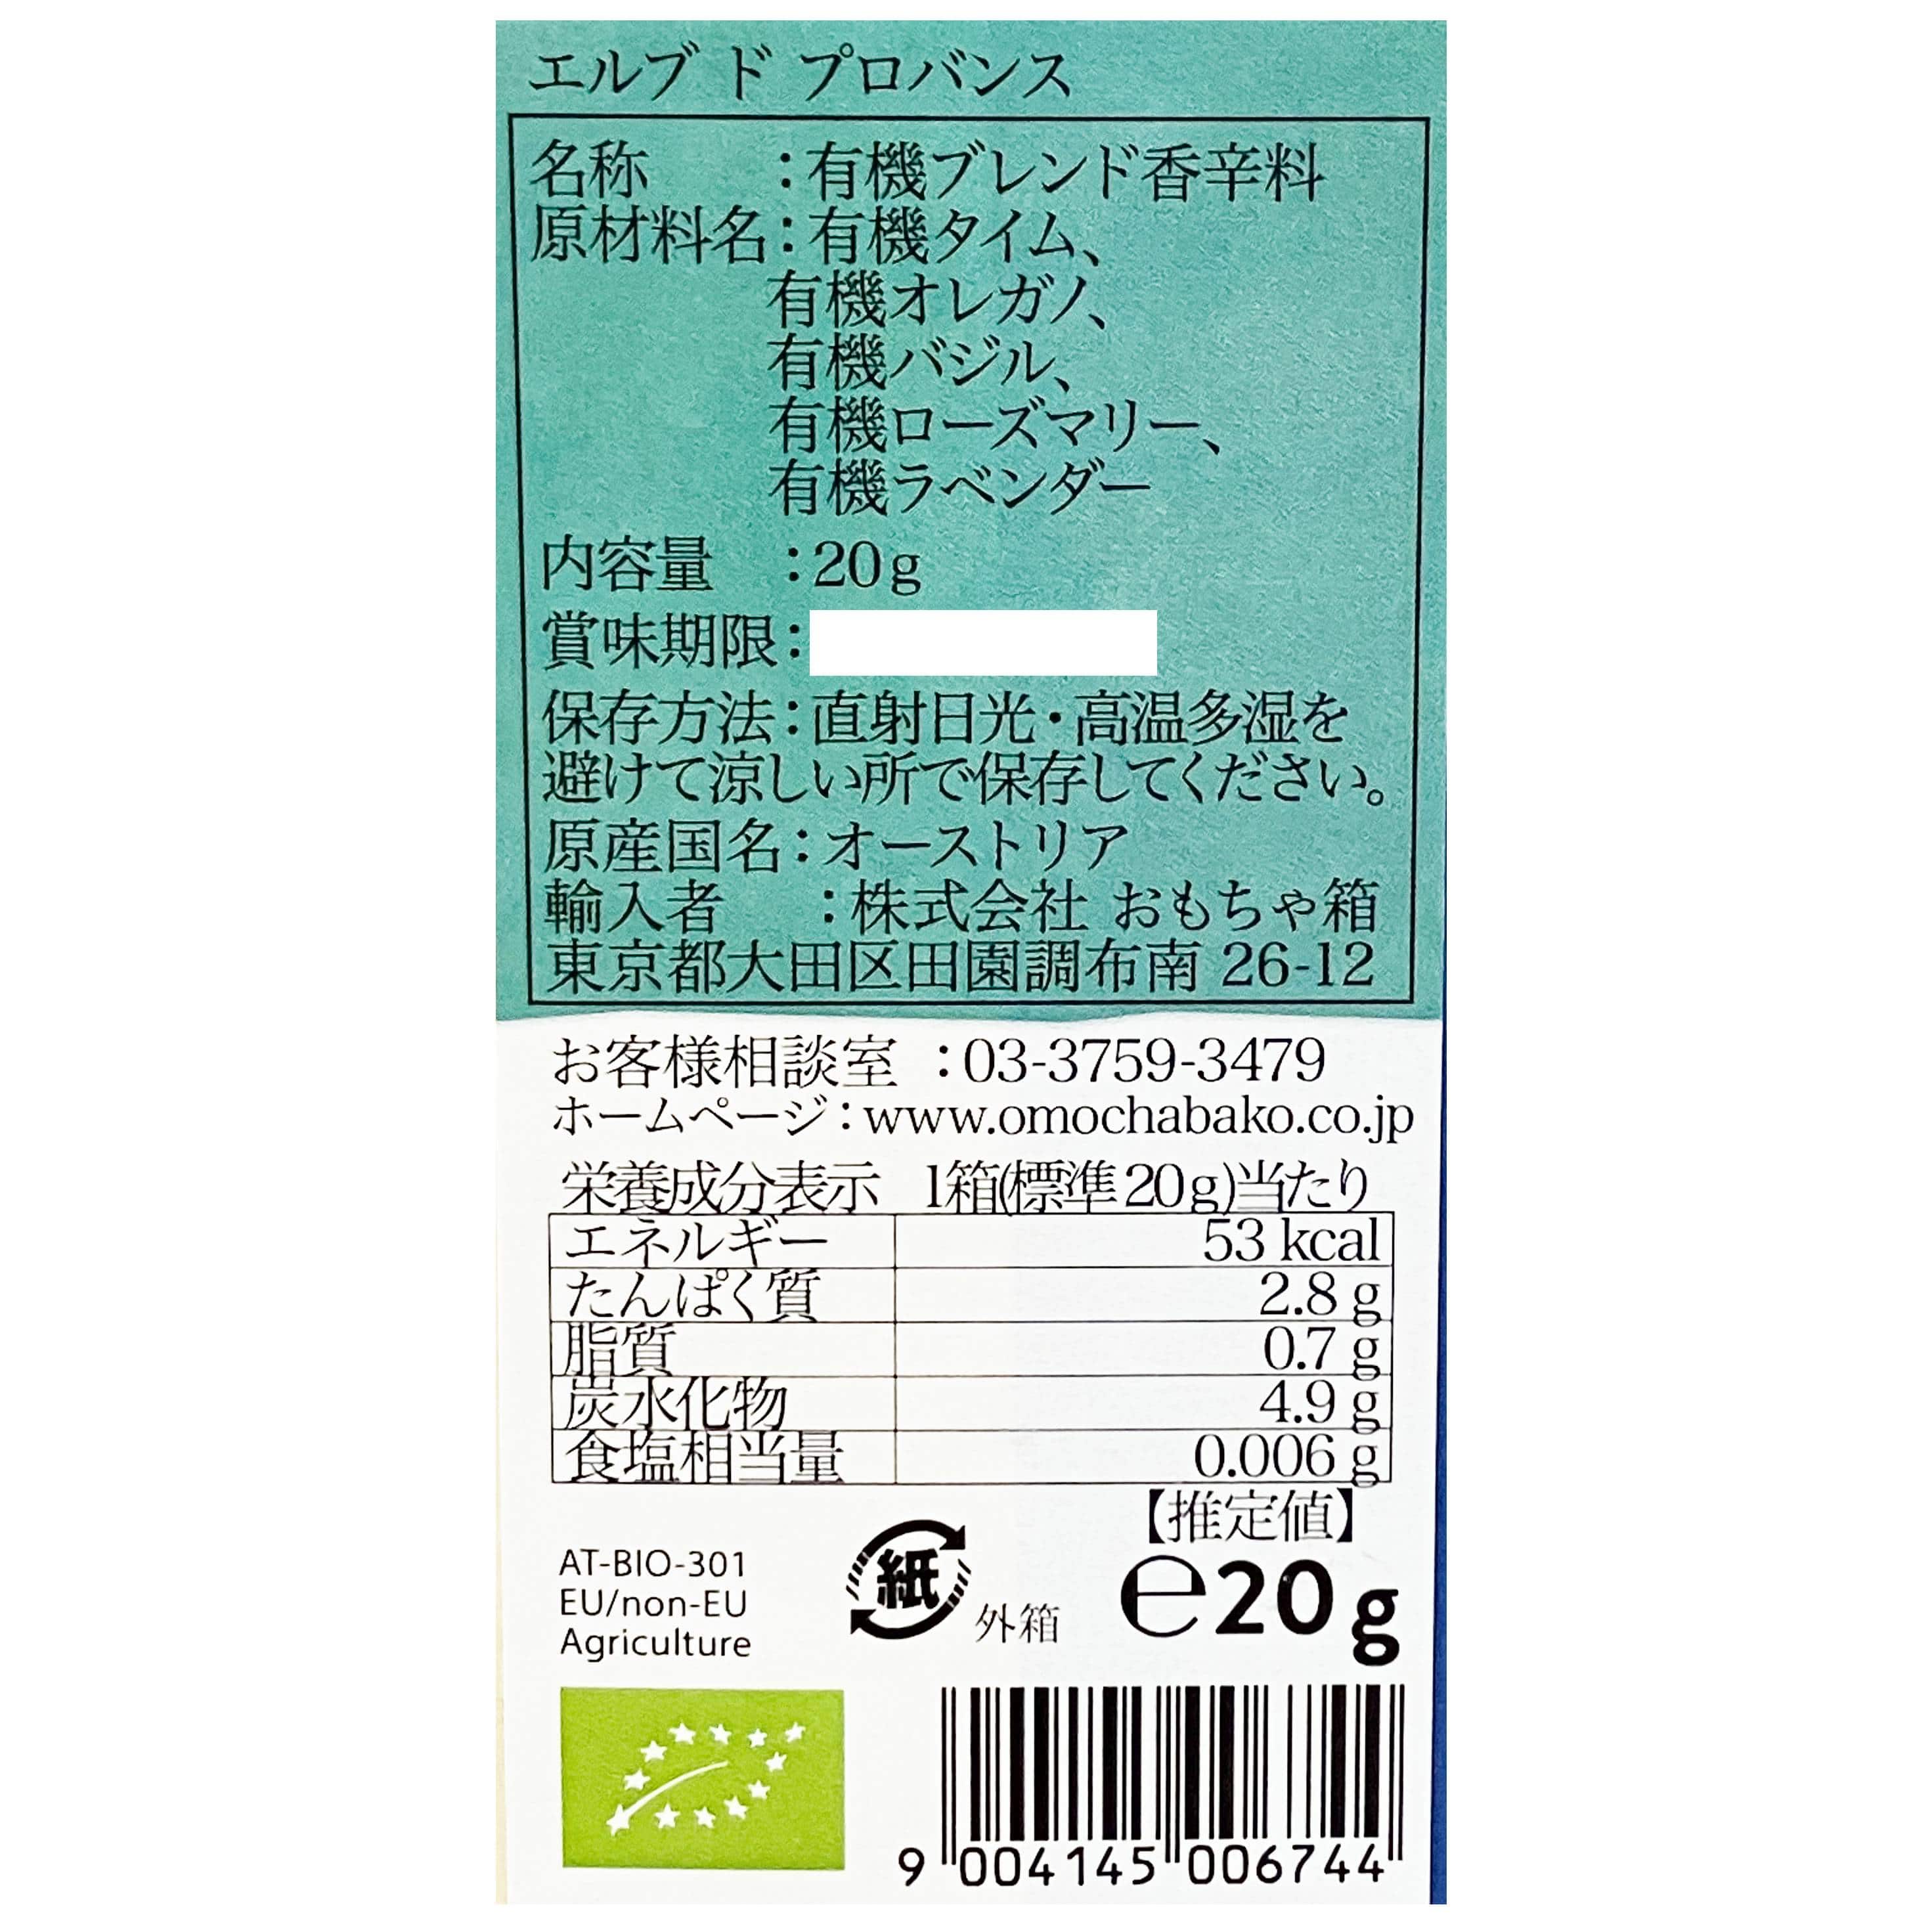 エルブ ド プロバンス
名称　　：有機ブレンド香辛料
原材料名：有機タイム、
有機オレガノ、
有機バジル、
有機ローズマリー、
有機ラベンダー
内容量　：20g
賞味期限：
保存方法：直射日光・高温多湿を
避けて涼しい所で保存してください。
原産国名：オーストリア
輸入者　：株式会社 おもちゃ箱
東京都大田区田園調布南 26-12
お客様相談室 ：03-3759-3479
ホームページ：www.omochabako.co.jp
栄養成分表示 1箱(標準20g)当たり
エネルギー 53 kcal
たんぱく質 2.8 g
脂質 0.7 g
炭水化物 4.9 g
食塩相当量 0.006 g
【推定値】
AT-BIO-301
EU/non-EU
Agriculture
紙
外箱
℮20g
9 004145 006744